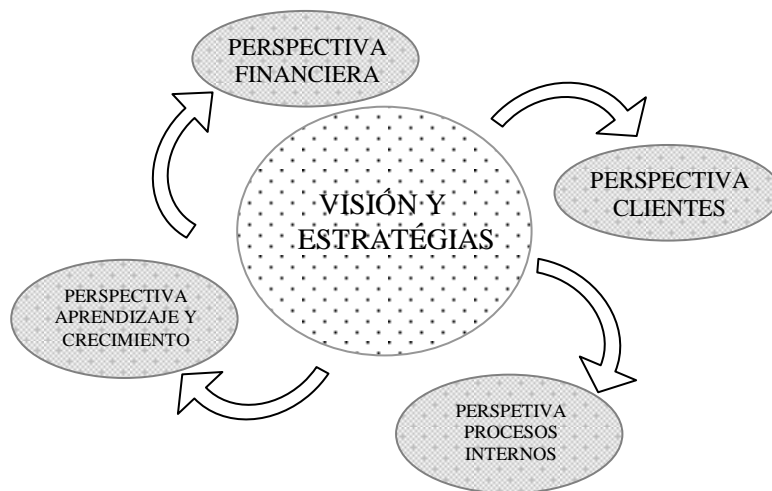 PERSPECTIVA
FINANCIERA
PERSPECTIVA
CLIENTES
VISIÓN Y
ESTRATÉGIAS
PERSPECTIVA
APRENDIZAJE Y
CRECIMIENTO
PERSPETIVA
PROCESOS
INTERNOS